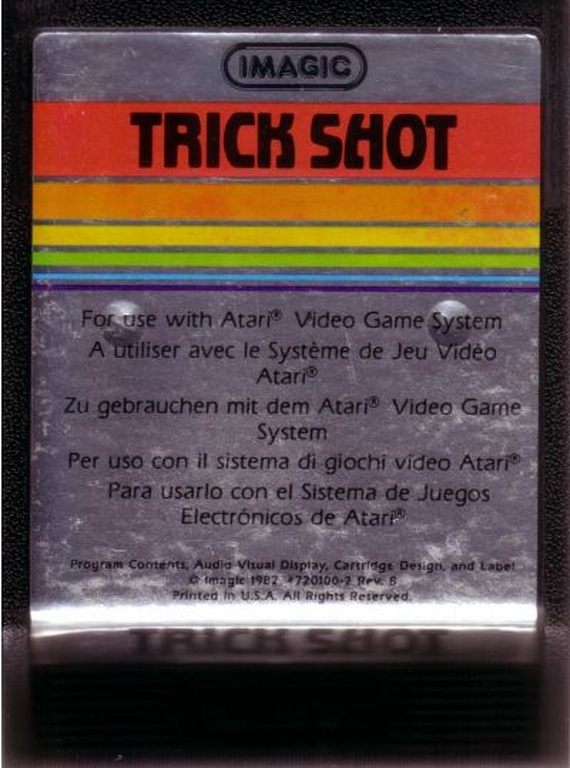 IMAGIC
TRICK SHOT
For use with Atari® Video Game System
A utiliser avec le Système de Jeu Vidéo
Atari®
Zu gebrauchen mit dem Atari® Video Game
System
Per uso con il sistema di giochi video Atari®
Para usarlo con el Sistema de Juegos
Electrónicos de Atari®
Program Contents, Audio Visual Display, Cartridge Design, and Label
© Imagic 1982 #720100-2 Rev. B
Printed in U.S.A. All Rights Reserved.
TRICK SHOT